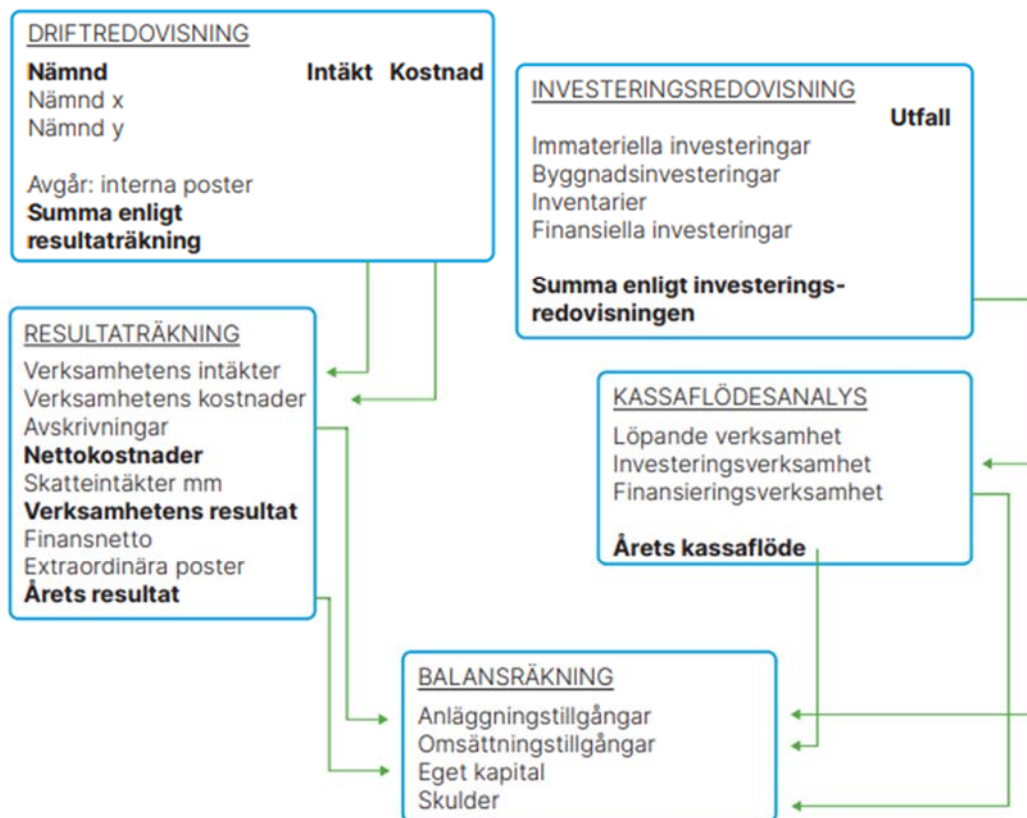 DRIFTREDOVISNING
Nämnd Intäkt Kostnad
Nämnd x
Nämnd y
Avgår: interna poster
Summa enligt
resultaträkning
INVESTERINGSREDOVISNING
Utfall
Immateriella investeringar
Byggnadsinvesteringar
Inventarier
Finansiella investeringar
Summa enligt investerings-
redovisningen
RESULTATRÄKNING
Verksamhetens intäkter
Verksamhetens kostnader
Avskrivningar
Nettokostnader
Skatteintäkter mm
Verksamhetens resultat
Finansnetto
Extraordinära poster
Årets resultat
KASSAFLÖDESANALYS
Löpande verksamhet
Investeringsverksamhet
Finansieringsverksamhet
Årets kassaflöde
BALANSRÄKNING
Anläggningstillgångar
Omsättningstillgångar
Eget kapital
Skulder